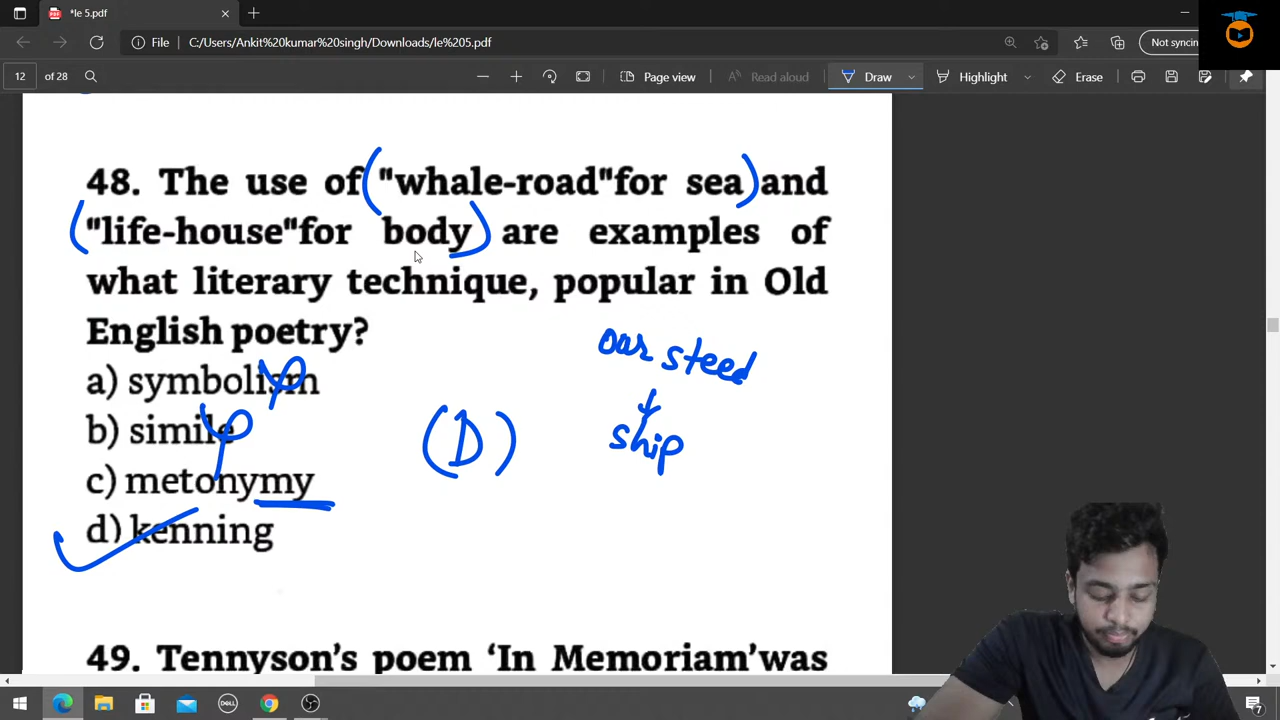 *le 5.pdf
File C:/Users/Ankit%20kumar%20singh/Downloads/le%205.pdf
Not syncin
12 of 28 Page view Read aloud Draw Highlight Erase
48. The use of "whale-road"for sea and
"life-house"for body are examples of
what literary technique, popular in Old
English poetry?
oar steed
a) symbolism
b) simile
(D)
ship
c) metonymy
d) kenning
49. Tennyson's poem 'In Memoriam'was
DELL
7